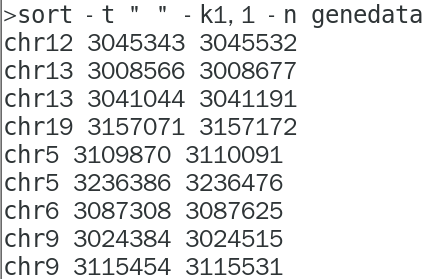 >sort -t " " -k1,1 -n genedata
chr12 3045343 3045532
chr13 3008566 3008677
chr13 3041044 3041191
chr19 3157071 3157172
chr5 3109870 3110091
chr5 3236386 3236476
chr6 3087308 3087625
chr9 3024384 3024515
chr9 3115454 3115531